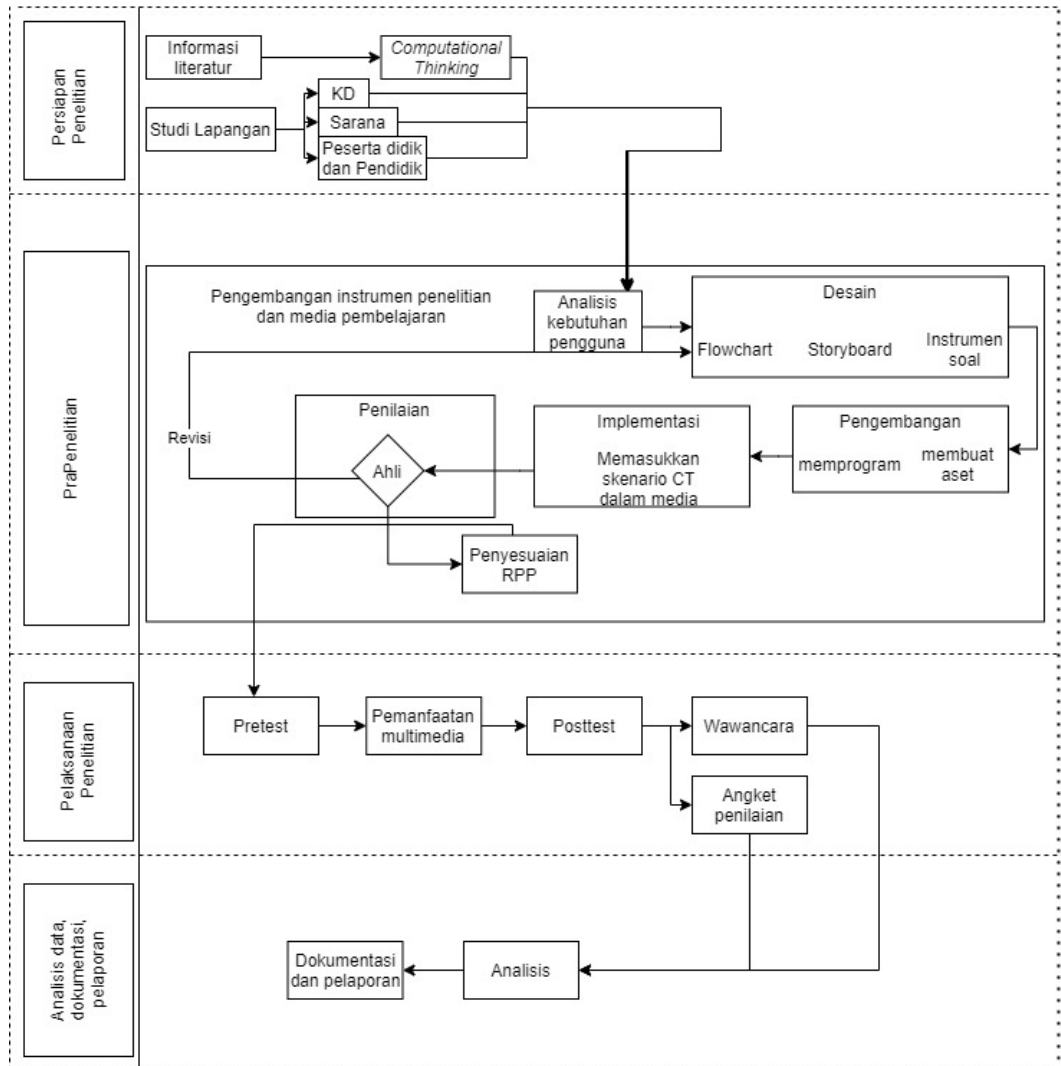 Persiapan
Penelitian
Informasi
literatur
Computational
Thinking
Studi Lapangan
KD
Sarana
Peserta didik
dan Pendidik
PraPenelitian
Pengembangan instrumen penelitian
dan media pembelajaran
Analisis
kebutuhan
pengguna
Desain
Flowchart
Storyboard
Instrumen
soal
Revisi
Penilaian
Ahli
Implementasi
Memasukkan
skenario CT
dalam media
Pengembangan
memprogram
membuat
aset
Penyesuaian
RPP
Pelaksanaan
Penelitian
Pretest
Pemanfaatan
multimedia
Posttest
Wawancara
Angket
penilaian
Analisis data,
dokumentasi,
pelaporan
Dokumentasi
dan pelaporan
Analisis